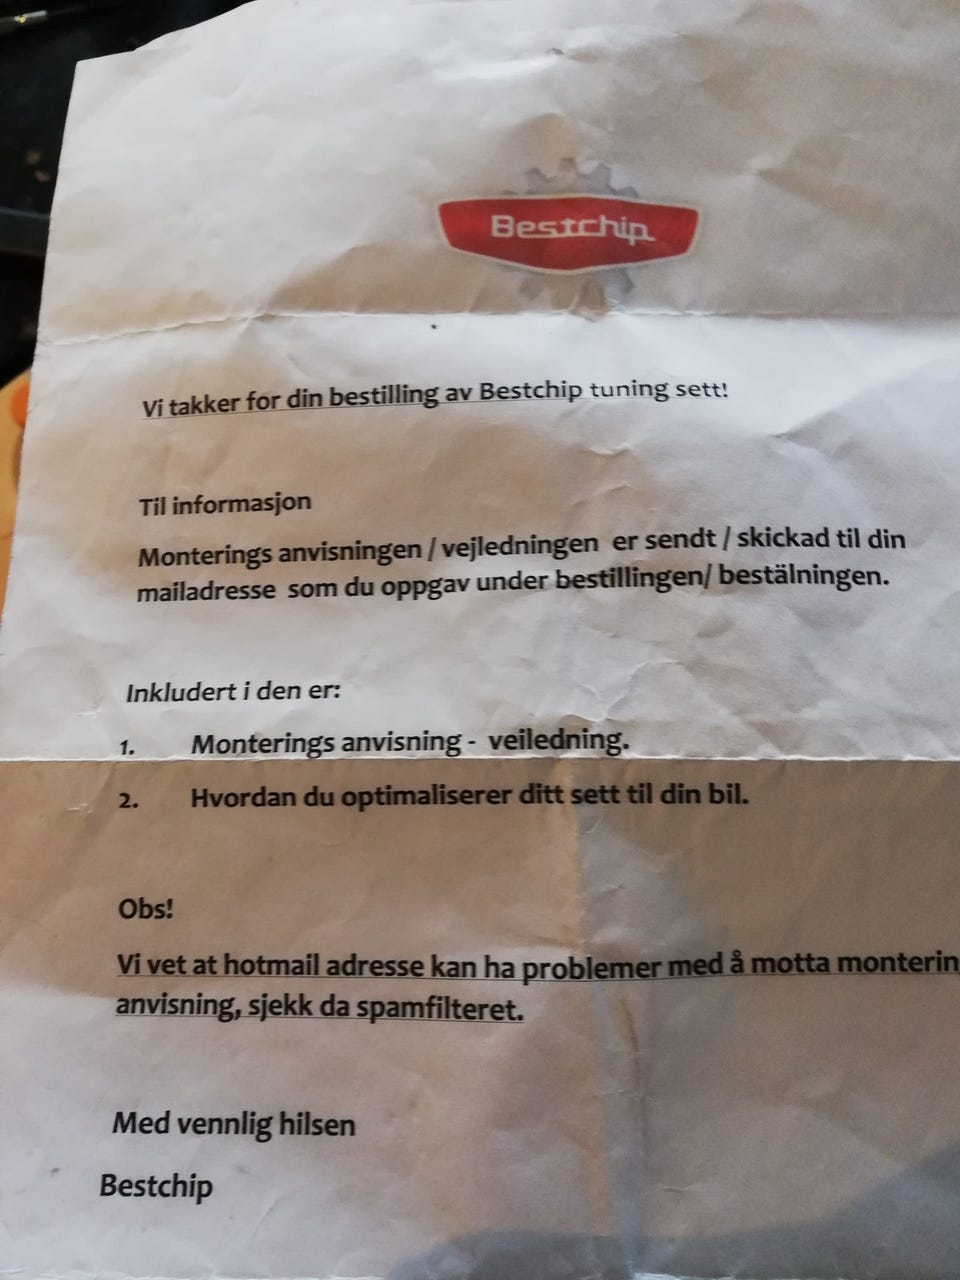 Bestchip
Vi takker for din bestilling av Bestchip tuning sett!
Til informasjon
Monterings anvisningen / vejledningen er sendt / skickad til din
mailadresse som du oppgav under bestillingen/ bestälningen.
Inkludert i den er:
1. Monterings anvisning - veiledning.
2. Hvordan du optimaliserer ditt sett til din bil.
Obs!
Vi vet at hotmail adresse kan ha problemer med å motta monterin
anvisning, sjekk da spamfilteret.
Med vennlig hilsen
Bestchip